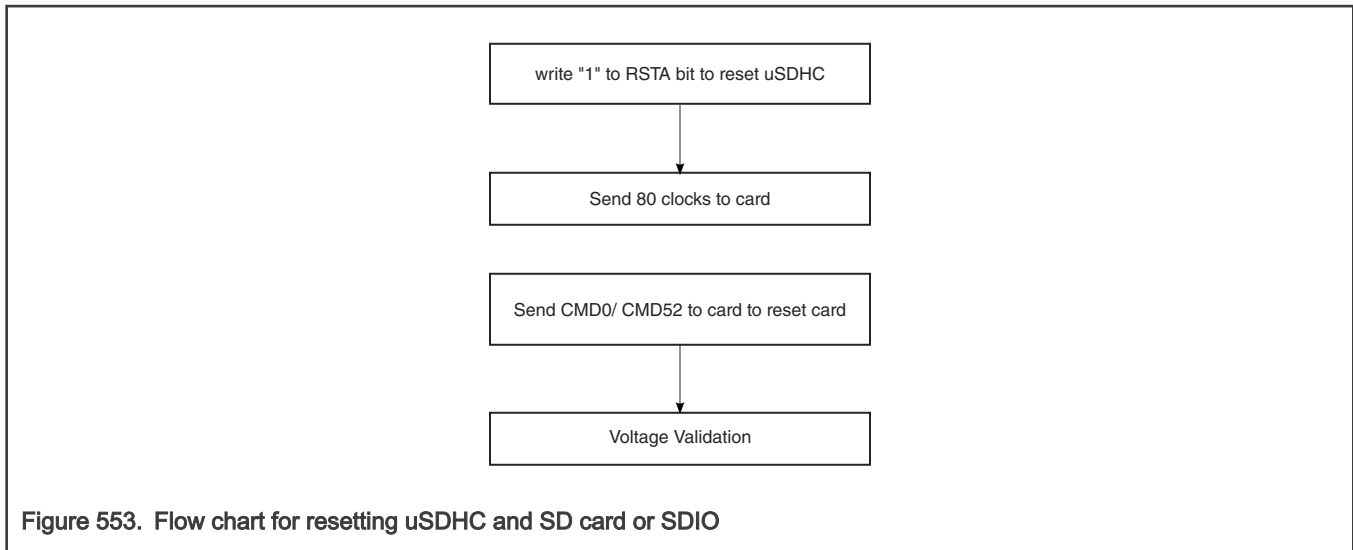 write "1" to RSTA bit to reset uSDHC
Send 80 clocks to card
Send CMD0/ CMD52 to card to reset card
Voltage Validation
Figure 553. Flow chart for resetting uSDHC and SD card or SDIO